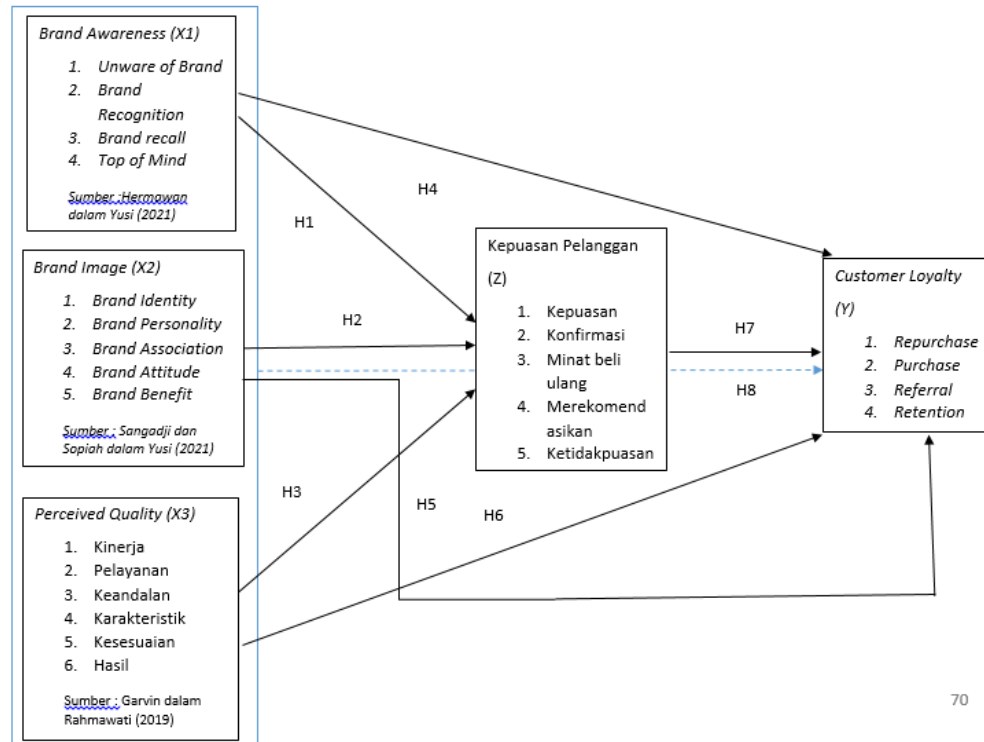 Brand Awareness (X1)
1. Unware of Brand
2. Brand
Recognition
3. Brand recall
4. Top of Mind
Sumber ;Hermawan
dalam Yusi (2021)
Brand Image (X2)
1. Brand Identity
2. Brand Personality
3. Brand Association
4. Brand Attitude
5. Brand Benefit
Sumber ; Sangadji dan
Sopiah dalam Yusi (2021)
Perceived Quality (X3)
1. Kinerja
2. Pelayanan
3. Keandalan
4. Karakteristik
5. Kesesuaian
6. Hasil
Sumber ; Garvin dalam
Rahmawati (2019)
H1
H2
H3
H4
H5
H6
Kepuasan Pelanggan
(Z)
1. Kepuasan
2. Konfirmasi
3. Minat beli
ulang
4. Merekomend
asikan
5. Ketidakpuasan
H7
H8
Customer Loyalty
(Y)
1. Repurchase
2. Purchase
3. Referral
4. Retention
70